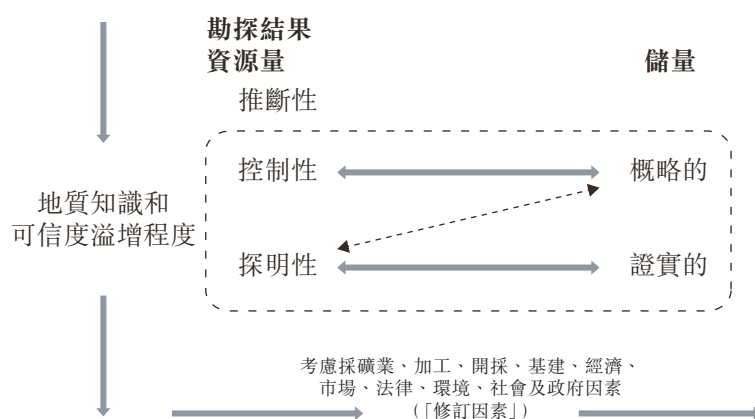 勘探結果
資源量
儲量
推斷性
控制性
概略的
地質知識和
可信度溢增程度
探明性
證實的
考慮採礦業、加工、開採、基建、經濟、
市場、法律、環境、社會及政府因素
(「修訂因素」)